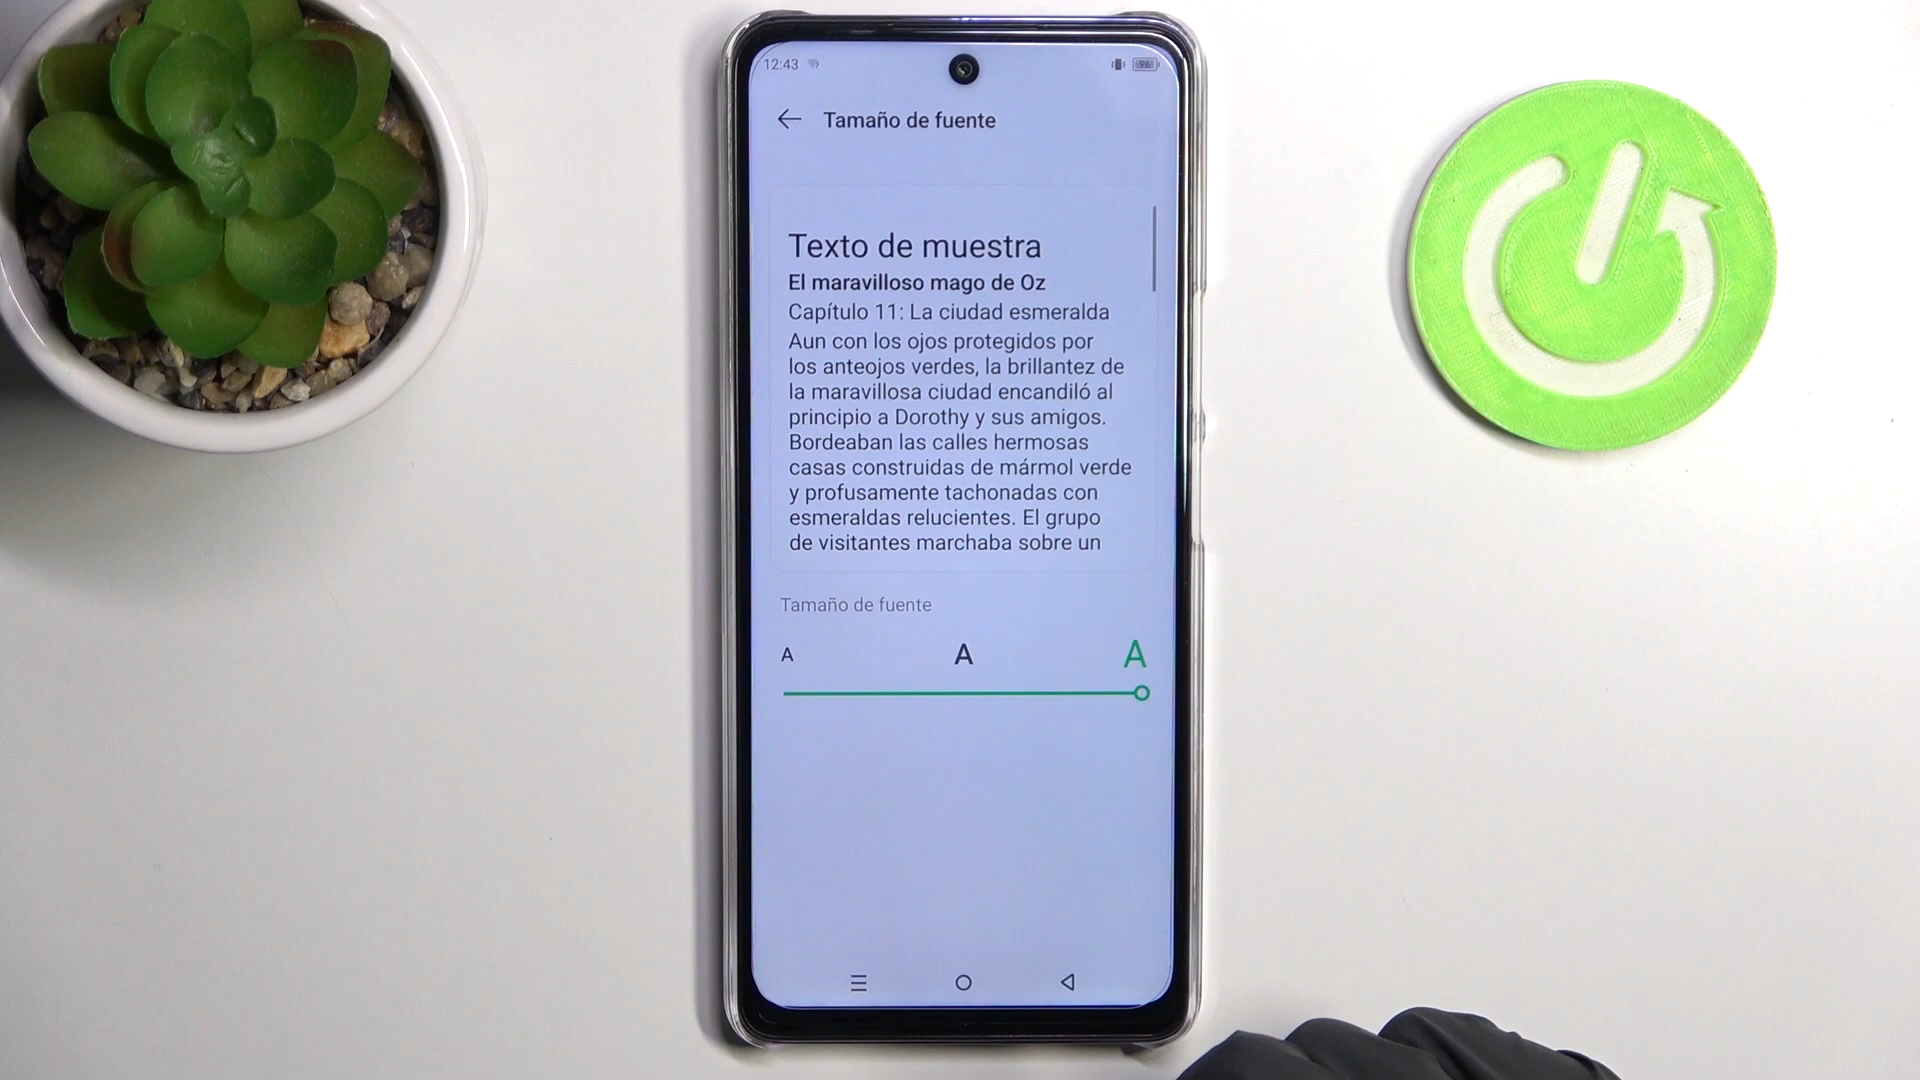 12:43
96
Tamaño de fuente
Texto de muestra
El maravilloso mago de Oz
Capítulo 11: La ciudad esmeralda
Aun con los ojos protegidos por
los anteojos verdes, la brillantez de
la maravillosa ciudad encandiló al
principio a Dorothy y sus amigos.
Bordeaban las calles hermosas
casas construidas de mármol verde
y profusamente tachonadas con
esmeraldas relucientes. El grupo
de visitantes marchaba sobre un
Tamaño de fuente
A A A